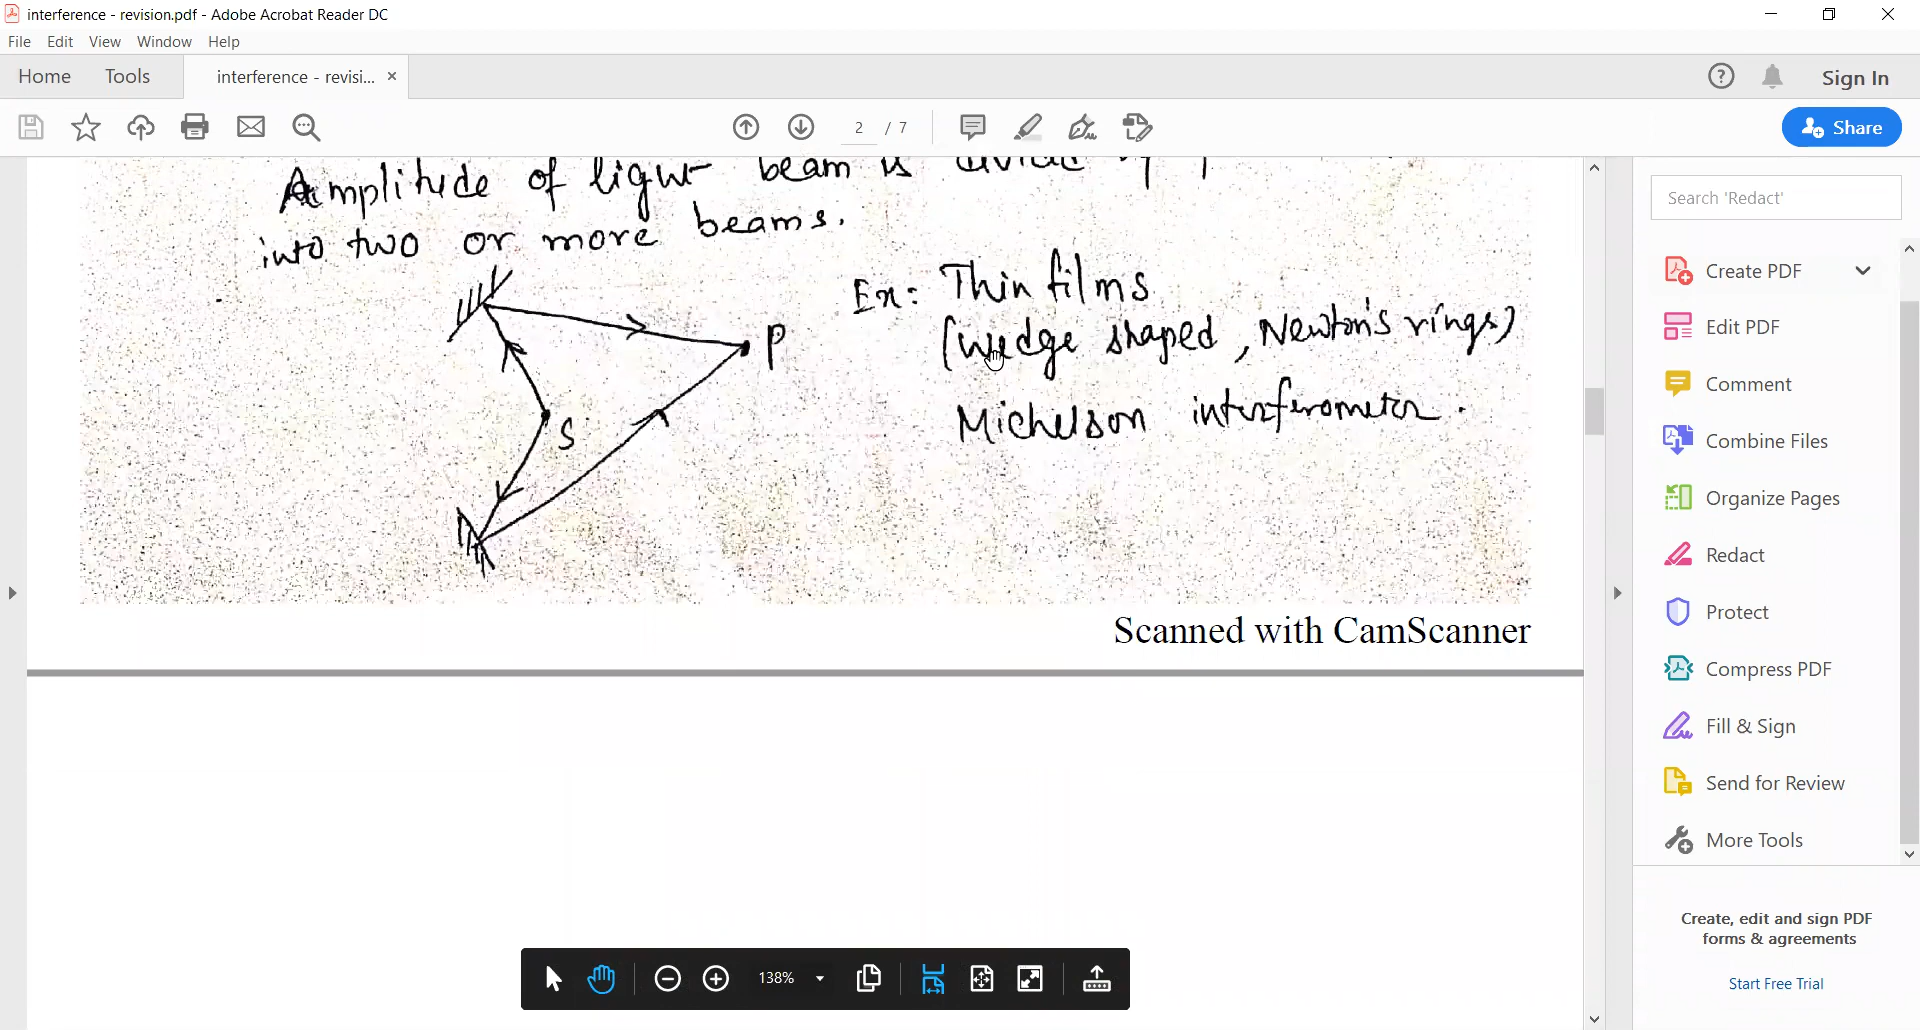 interference - revision.pdf - Adobe Acrobat Reader DC
File Edit View Window Help
Home Tools interference - revisi... ×
? Sign In
2 / 7
Share
Amplitude of light beam is
into two or more beams.
Ex: Thin films
(wedge shaped, Newton's rings)
Michelson interferometer.
P
S
Scanned with CamScanner
Search 'Redact'
Create PDF
Edit PDF
Comment
Combine Files
Organize Pages
Redact
Protect
Compress PDF
Fill & Sign
Send for Review
More Tools
Create, edit and sign PDF
forms & agreements
Start Free Trial
138%